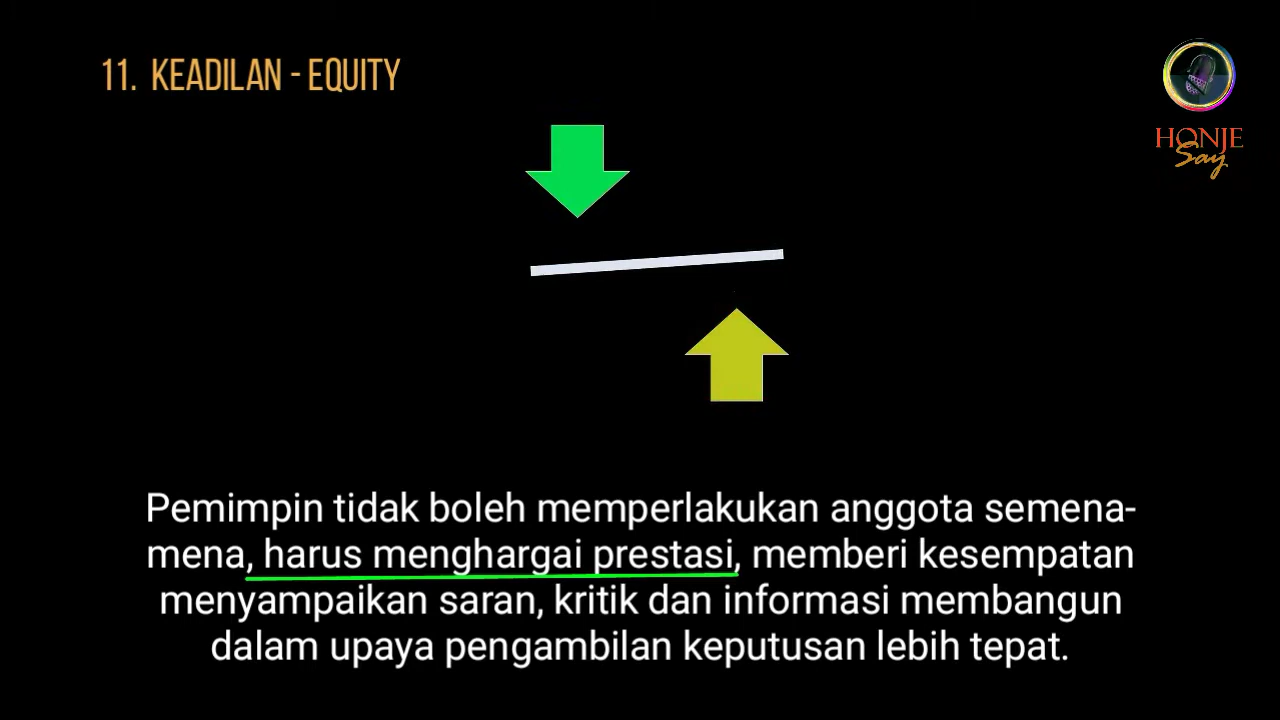 11. KEADILAN - EQUITY
HONJE
Say
Pemimpin tidak boleh memperlakukan anggota semena-
mena, harus menghargai prestasi, memberi kesempatan
menyampaikan saran, kritik dan informasi membangun
dalam upaya pengambilan keputusan lebih tepat.